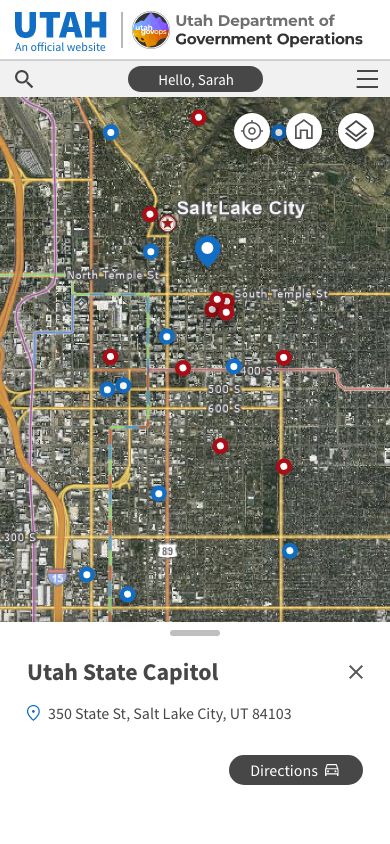 UTAH
An official website
utah
govops
Utah Department of
Government Operations
Hello, Sarah
Salt Lake City
North Temple St
South Temple St
400 S
500 S
600 S
300 S
89
15
Utah State Capitol
350 State St, Salt Lake City, UT 84103
Directions